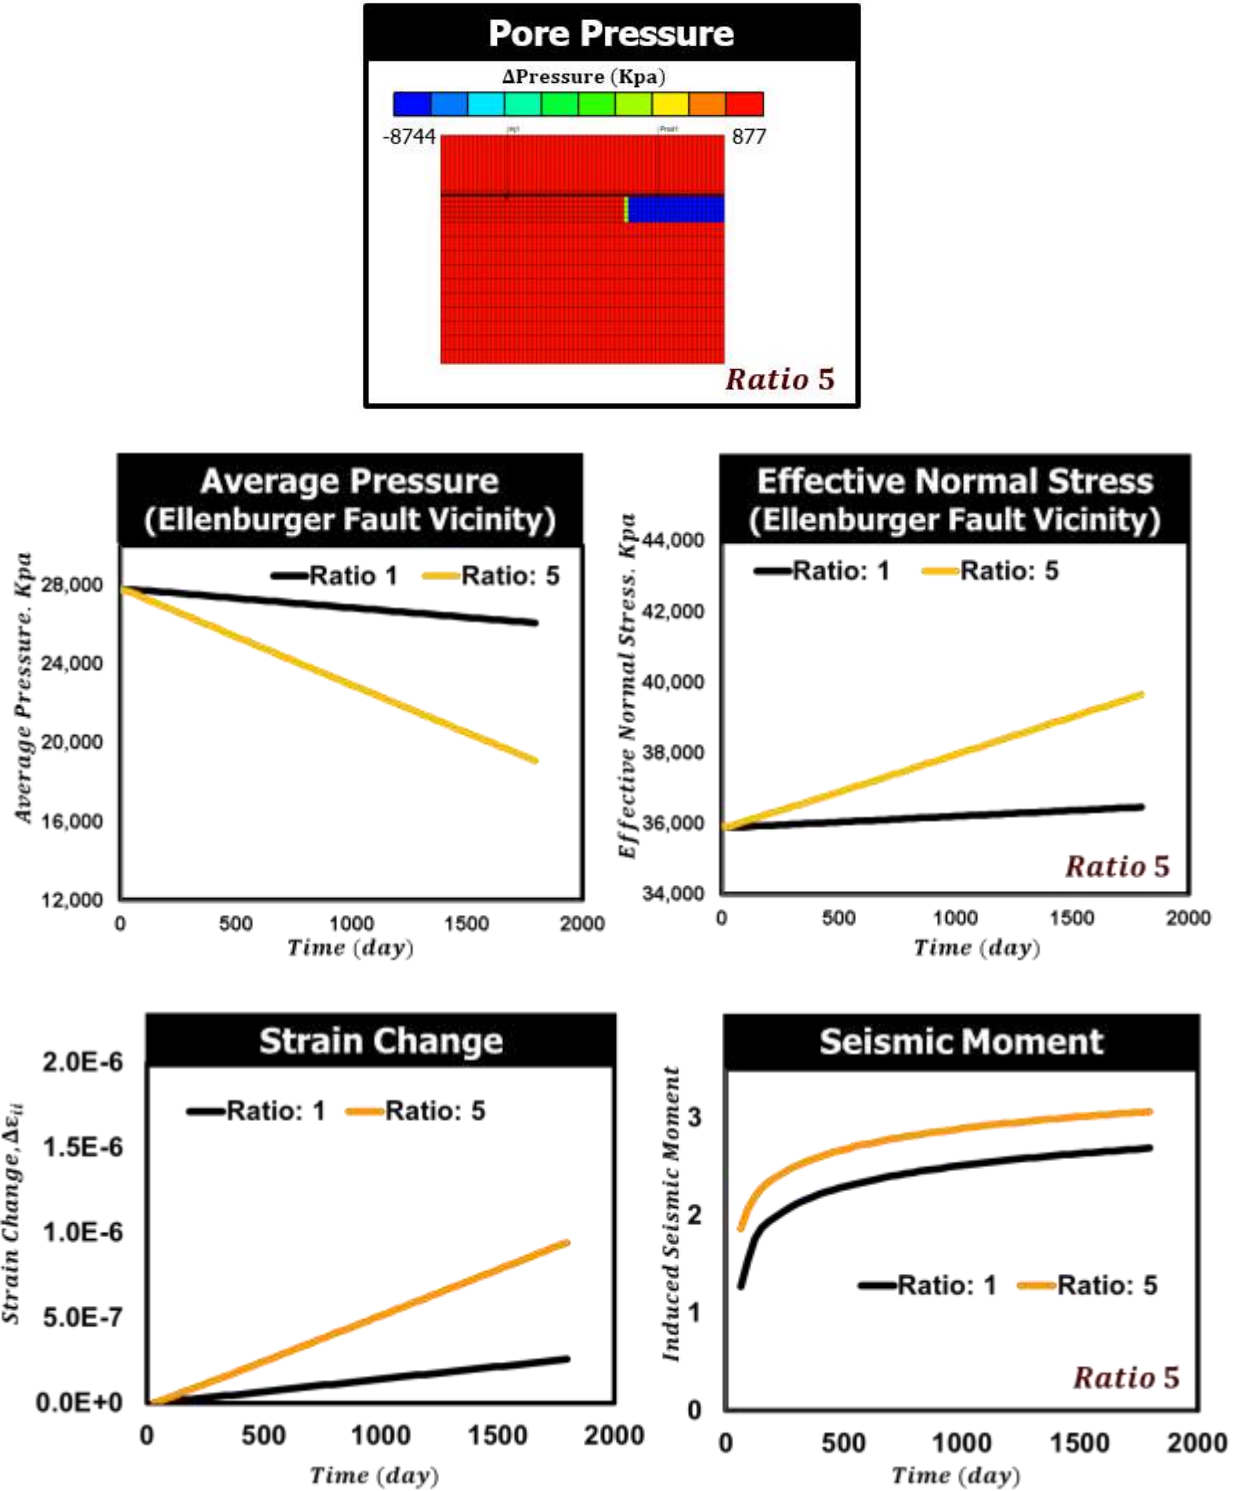 Pore Pressure
ΔPressure (Kpa)
-8744
877
Inj1
Prod1
Ratio 5
Average Pressure
(Ellenburger Fault Vicinity)
Average Pressure. Kpa
Ratio 1
Ratio: 5
28,000
24,000
20,000
16,000
12,000
0 500 1000 1500 2000
Time (day)
Effective Normal Stress
(Ellenburger Fault Vicinity)
Effective Normal Stress. Kpa
44,000
Ratio: 1
Ratio: 5
42,000
40,000
38,000
36,000
34,000
Ratio 5
0 500 1000 1500 2000
Time (day)
Strain Change
Strain Change,Δεii
2.0E-6
Ratio: 1
Ratio: 5
1.5E-6
1.0E-6
5.0E-7
0.0E+0
0 500 1000 1500 2000
Time (day)
Seismic Moment
Induced Seismic Moment
3
2
1
0
Ratio: 1
Ratio: 5
Ratio 5
0 500 1000 1500 2000
Time (day)